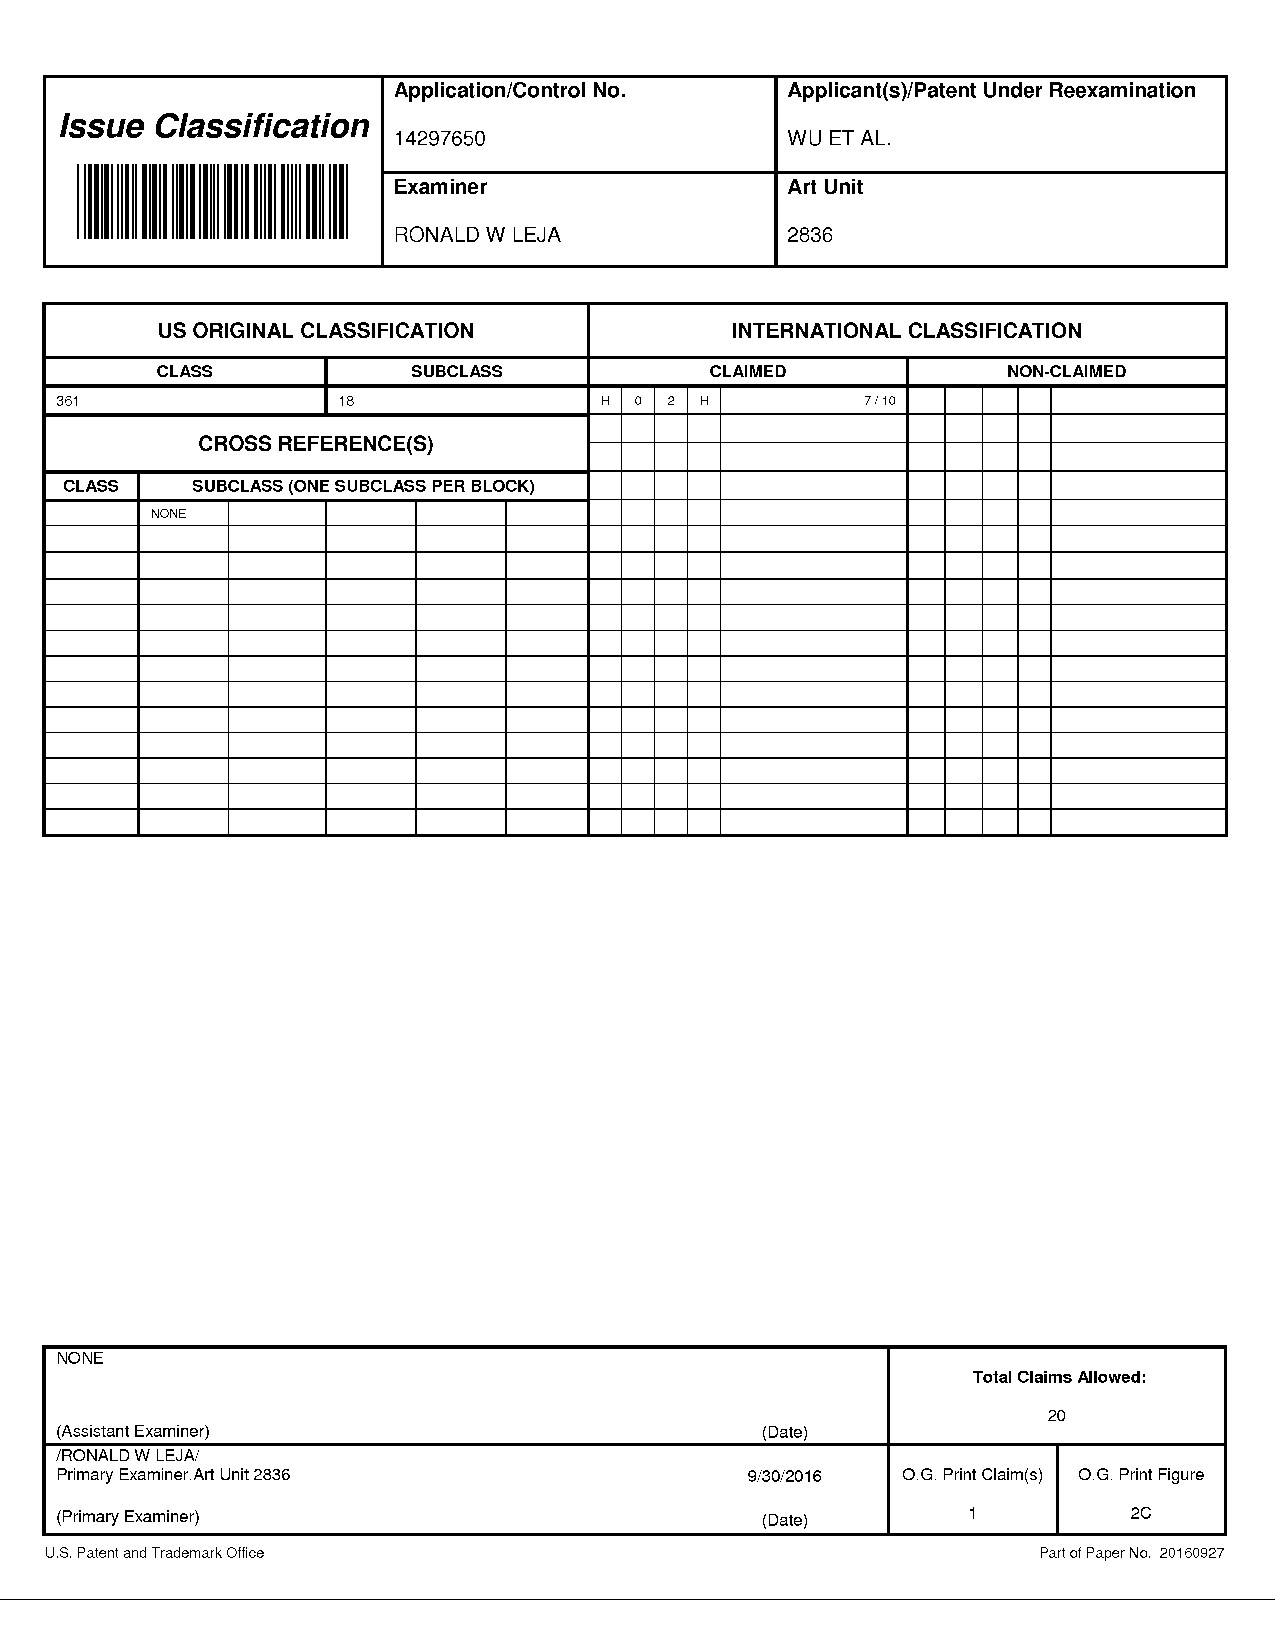 Issue Classification
Application/Control No.
14297650
Applicant(s)/Patent Under Reexamination
WU ET AL.
Examiner
RONALD W LEJA
Art Unit
2836
US ORIGINAL CLASSIFICATION
INTERNATIONAL CLASSIFICATION
CLASS SUBCLASS CLAIMED NON-CLAIMED
361 18 H 0 2 H 7 / 10
CROSS REFERENCE(S)
CLASS SUBCLASS (ONE SUBCLASS PER BLOCK)
NONE
NONE
(Assistant Examiner) (Date)
Total Claims Allowed:
20
/RONALD W LEJA/
Primary Examiner.Art Unit 2836 9/30/2016
(Primary Examiner) (Date)
O.G. Print Claim(s) O.G. Print Figure
1 2C
U.S. Patent and Trademark Office Part of Paper No. 20160927